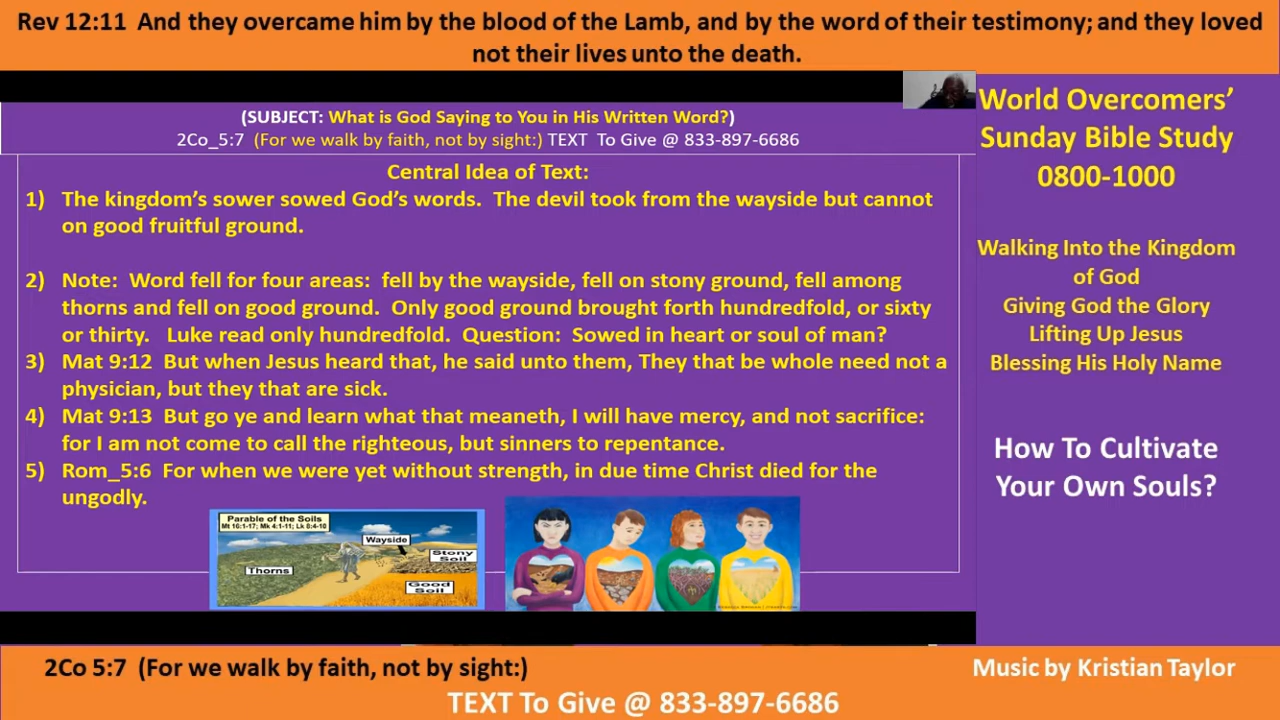 Rev 12:11 And they overcame him by the blood of the Lamb, and by the word of their testimony; and they loved
not their lives unto the death.
(SUBJECT: What is God Saying to You in His Written Word?)
2Co_5:7 (For we walk by faith, not by sight:) TEXT To Give @ 833-897-6686
Central Idea of Text:
1) The kingdom's sower sowed God's words. The devil took from the wayside but cannot
on good fruitful ground.
2) Note: Word fell for four areas: fell by the wayside, fell on stony ground, fell among
thorns and fell on good ground. Only good ground brought forth hundredfold, or sixty
or thirty. Luke read only hundredfold. Question: Sowed in heart or soul of man?
3) Mat 9:12 But when Jesus heard that, he said unto them, They that be whole need not a
physician, but they that are sick.
4) Mat 9:13 But go ye and learn what that meaneth, I will have mercy, and not sacrifice:
for I am not come to call the righteous, but sinners to repentance.
5) Rom_5:6 For when we were yet without strength, in due time Christ died for the
ungodly.
Parable of the Soils
Wayside
Stony
Soil
Thorns
Good
Soil
World Overcomers'
Sunday Bible Study
0800-1000
Walking Into the Kingdom
of God
Giving God the Glory
Lifting Up Jesus
Blessing His Holy Name
How To Cultivate
Your Own Souls?
2Co 5:7 (For we walk by faith, not by sight:)
Music by Kristian Taylor
TEXT To Give @ 833-897-6686